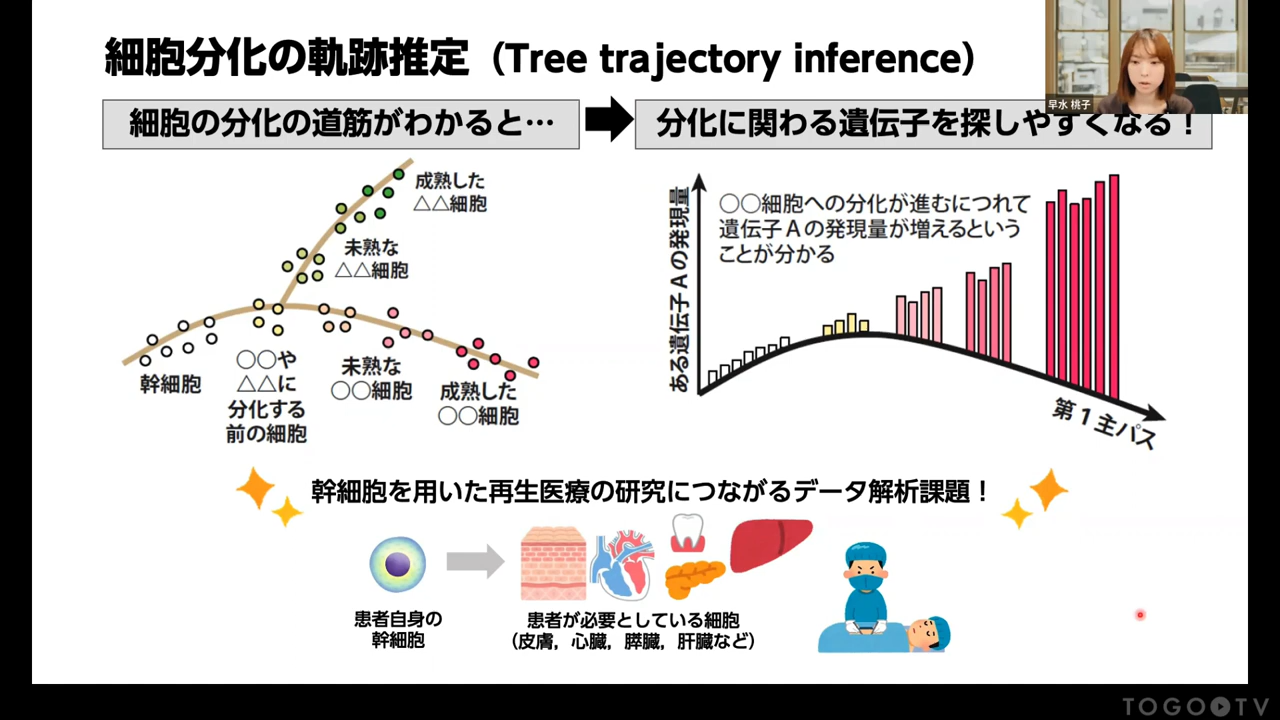 細胞分化の軌跡推定（Tree trajectory inference）
早水 桃子
細胞の分化の道筋がわかると…
分化に関わる遺伝子を探しやすくなる！
成熟した
△△細胞
未熟な
△△細胞
幹細胞
○○や
△△に
分化する
前の細胞
未熟な
○○細胞
成熟した
○○細胞
ある遺伝子Aの発現量
○○細胞への分化が進むにつれて
遺伝子Aの発現量が増えるという
ことが分かる
第1主パス
幹細胞を用いた再生医療の研究につながるデータ解析課題！
患者自身の
幹細胞
患者が必要としている細胞
（皮膚，心臓，膵臓，肝臓など）
TOGO TV